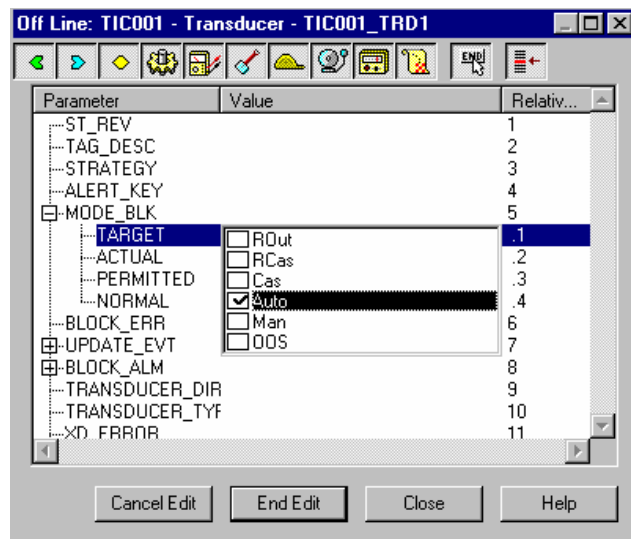 Off Line: TIC001 - Transducer - TIC001_TRD1
END
Parameter Value Relativ...
ST_REV 1
TAG_DESC 2
STRATEGY 3
ALERT_KEY 4
MODE_BLK 5
TARGET ROut .1
ACTUAL RCas .2
PERMITTED Cas .3
NORMAL Auto .4
BLOCK_ERR Man 6
UPDATE_EVT OOS 7
BLOCK_ALM 8
TRANSDUCER_DIR 9
TRANSDUCER_TYF 10
XD_ERROR 11
Cancel Edit End Edit Close Help